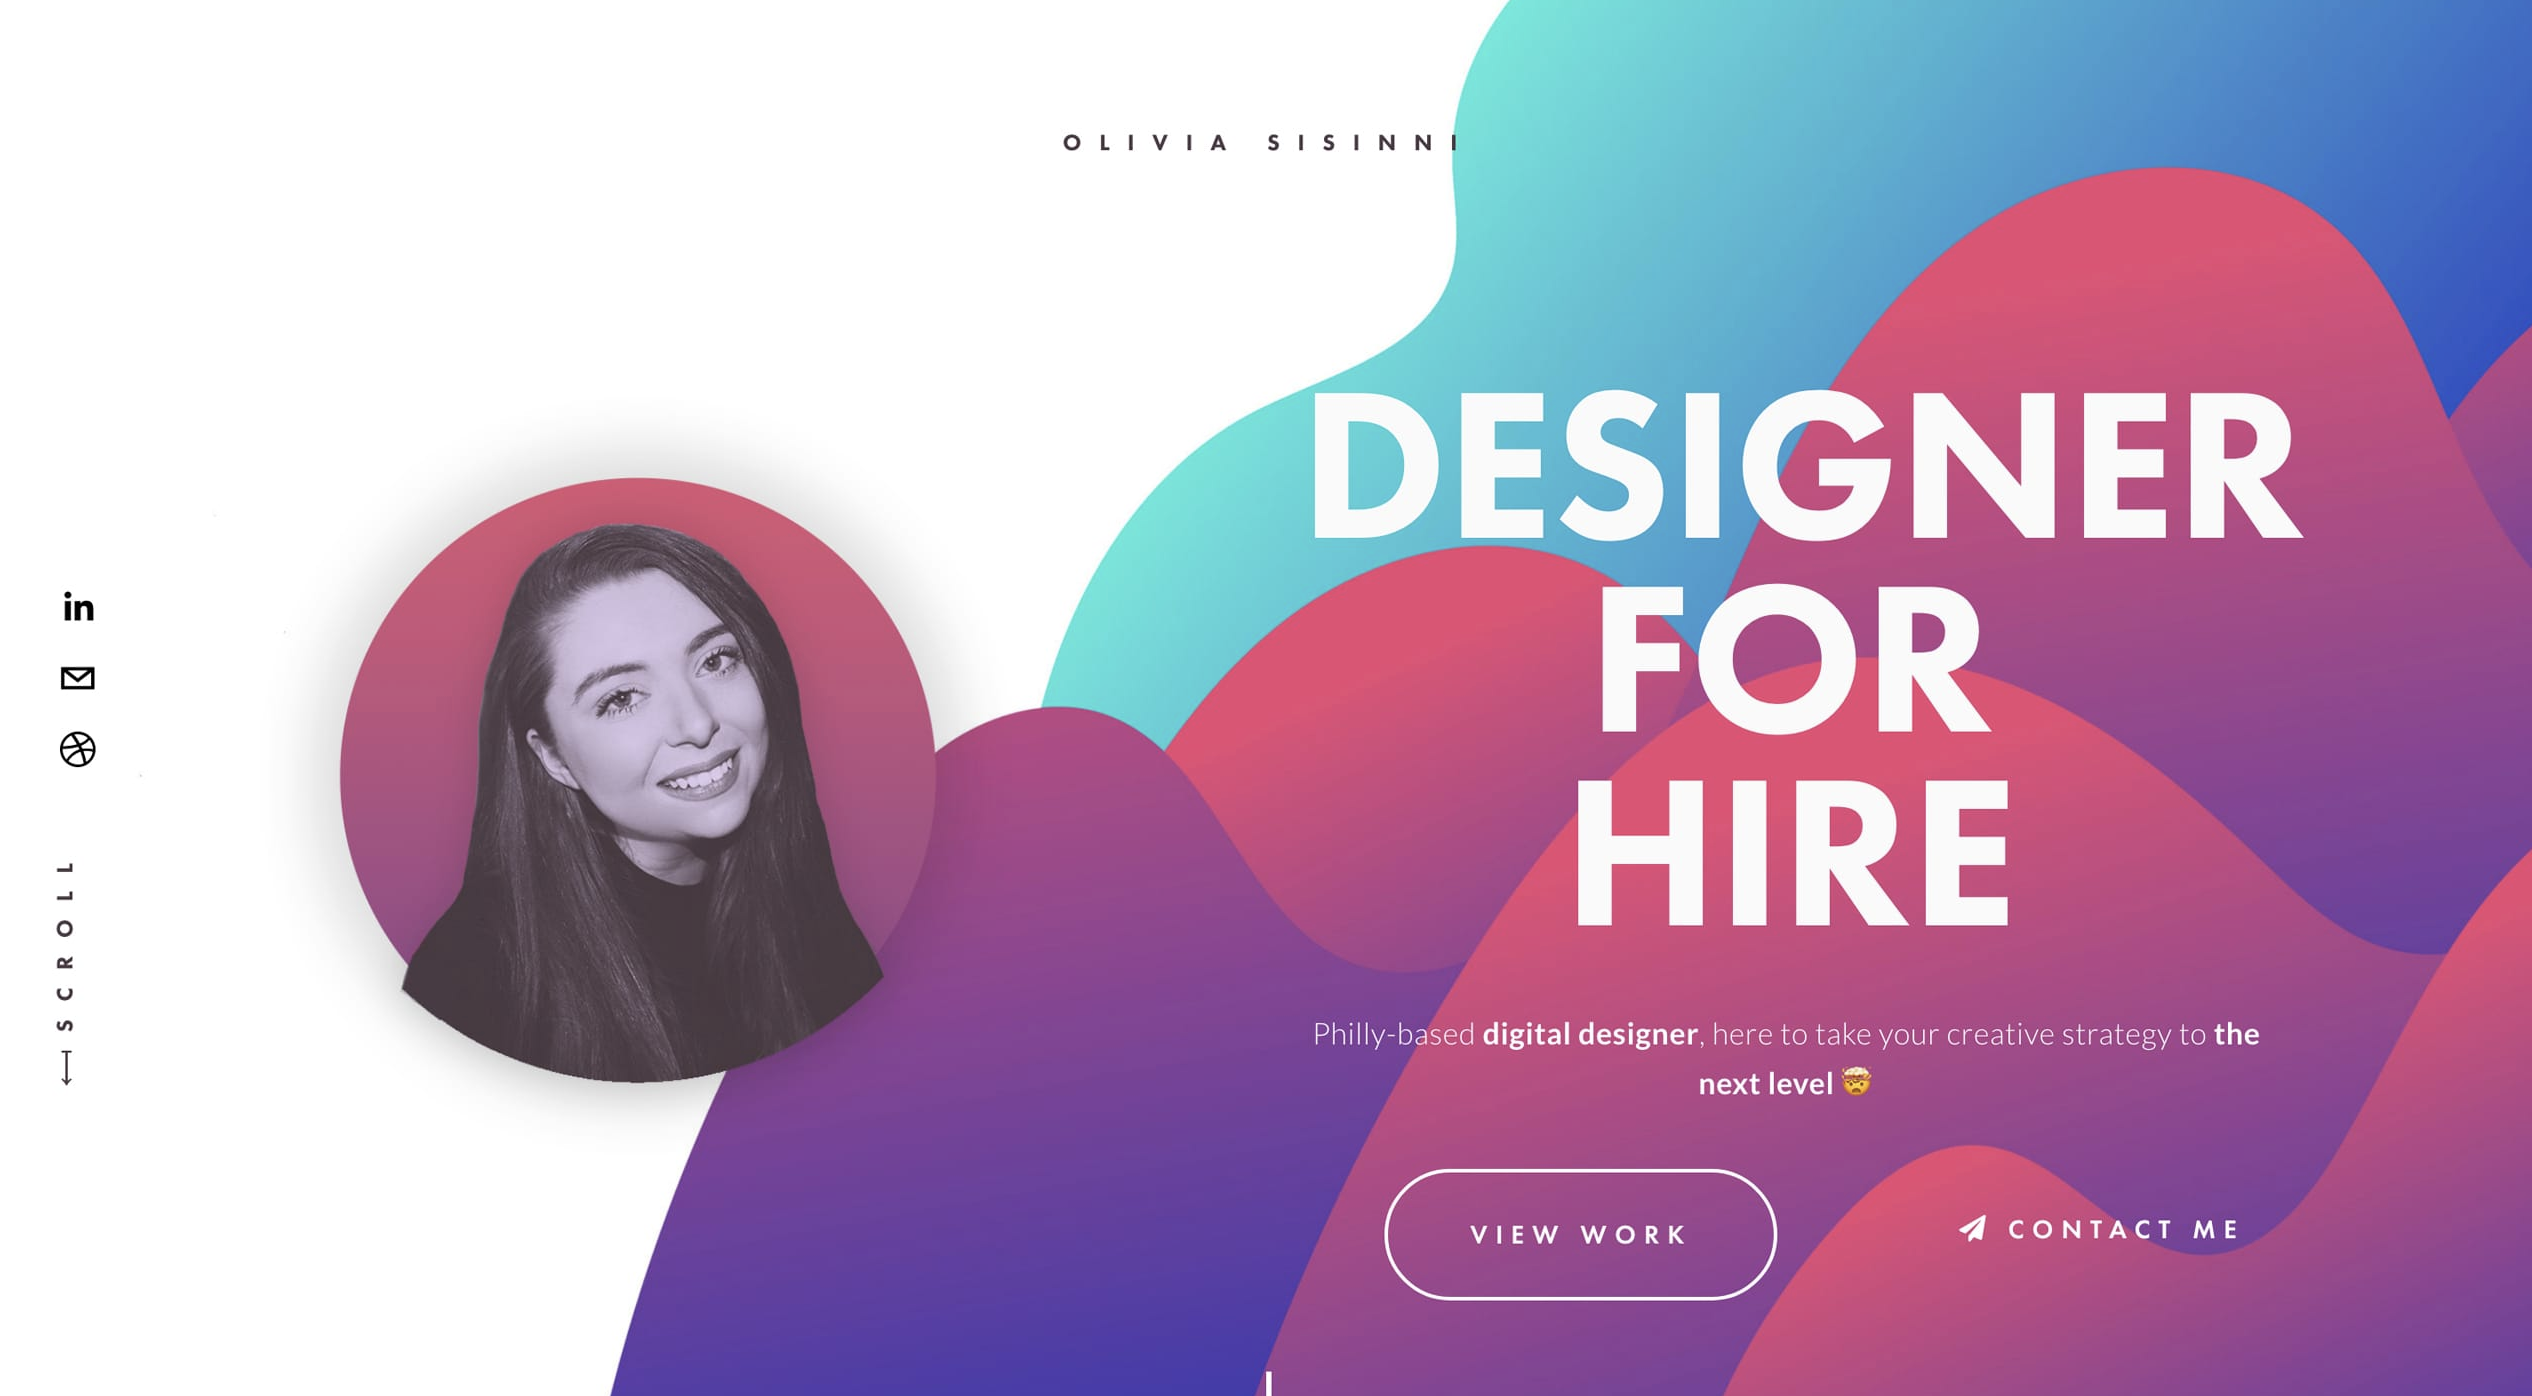 OLIVIA SISINNI
DESIGNER
FOR
HIRE
in
SCROLL
Philly-based digital designer, here to take your creative strategy to the
next level 🤯
VIEW WORK
CONTACT ME